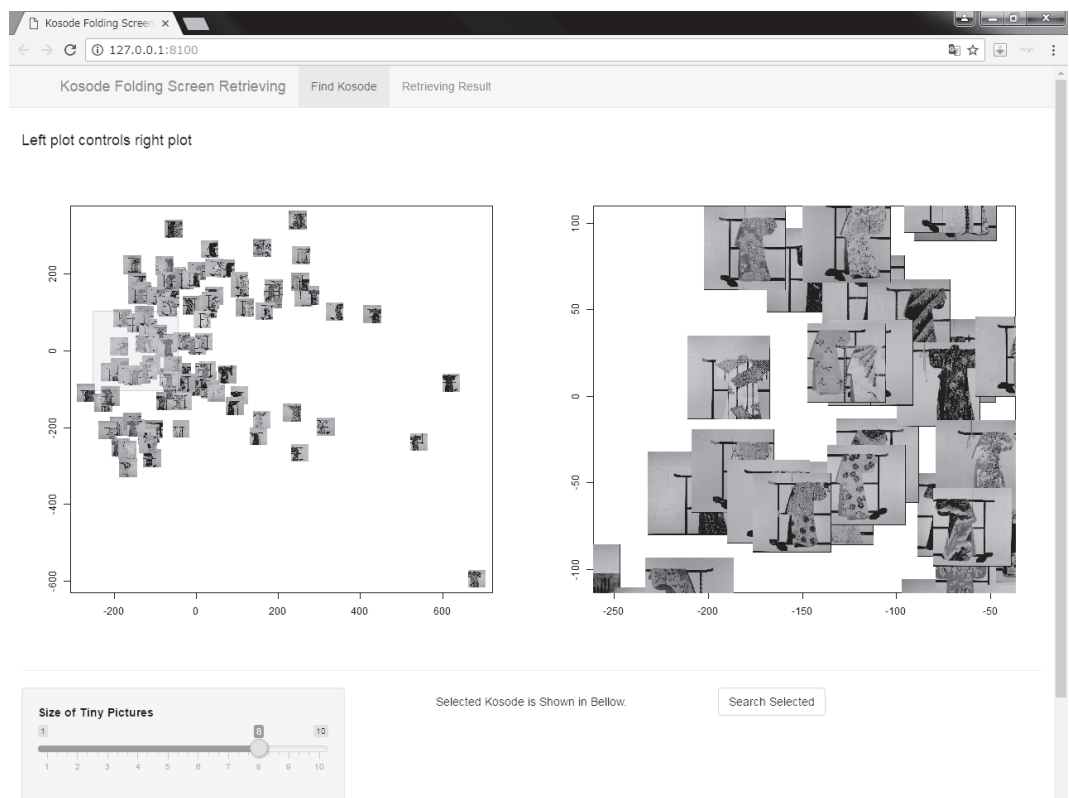 Kosode Folding Screen
127.0.0.1:8100
Kosode Folding Screen Retrieving Find Kosode Retrieving Result
Left plot controls right plot
200
0
-200
-400
-600
-200 0 200 400 600
100
50
0
-50
-100
-250 -200 -150 -100 -50
Size of Tiny Pictures
1 8 10
1 2 3 4 5 6 7 8 9 10
Selected Kosode is Shown in Bellow.
Search Selected